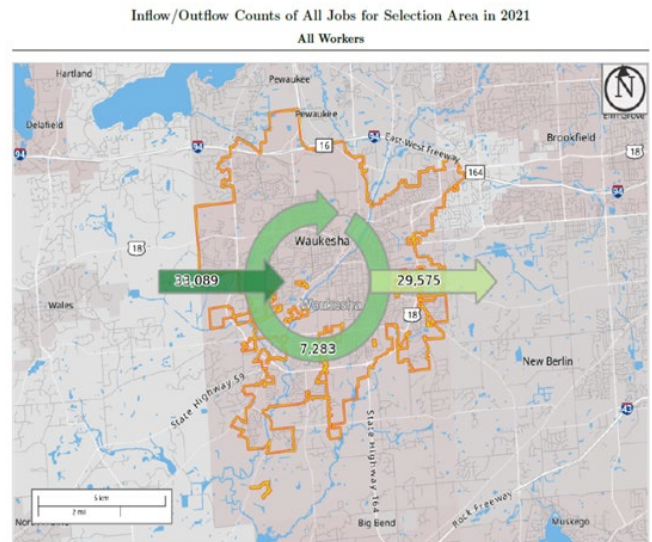 Inflow/Outflow Counts of All Jobs for Selection Area in 2021
All Workers
Hartland
Pewaukee
N
Delafield
Pewaukee
Elm Grove
94
94
16
94
East-West Freeway
Brookfield
18
164
94
18
Waukesha
33,089
29,575
Wales
Waukesha
18
7,283
New Berlin
State Highway 59
43
State Highway 164
5 km
2 mi
Rock Freeway
Big Bend
Muskego